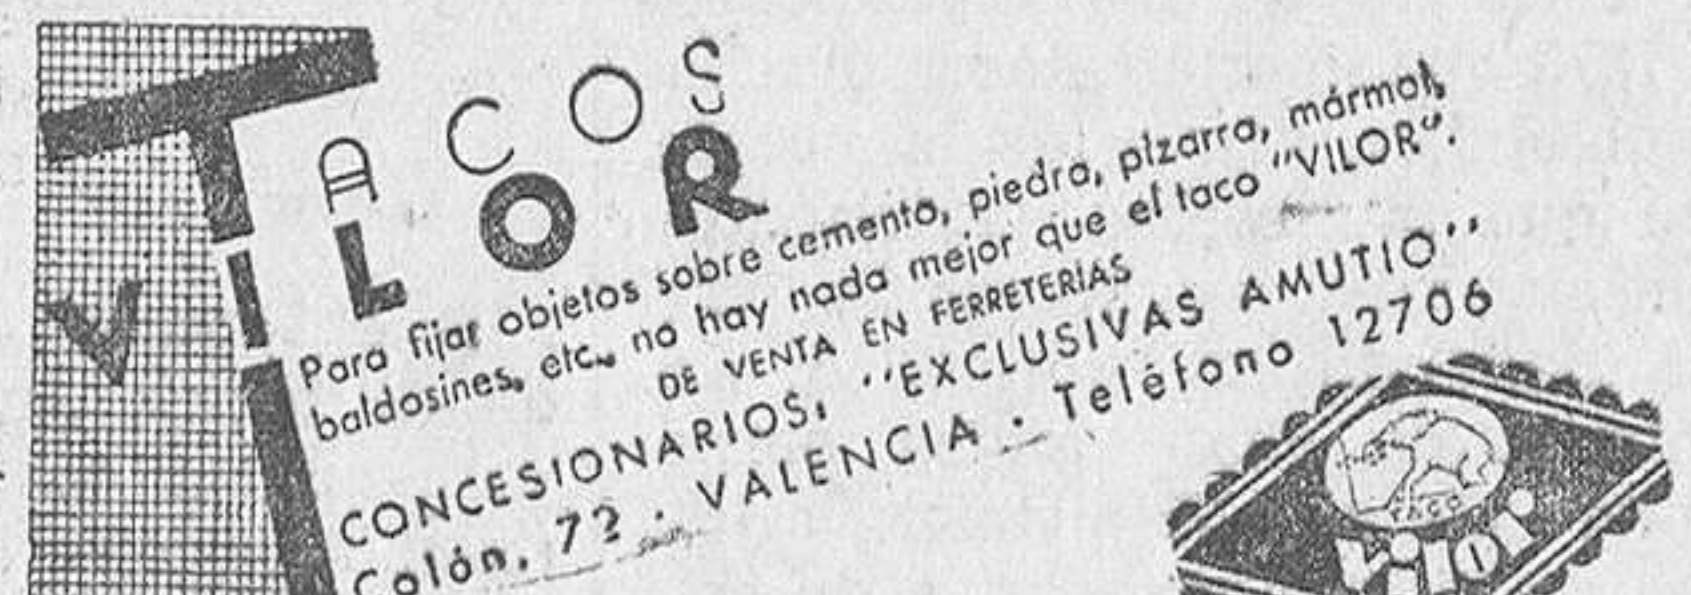 TACOS
VILOR
Para fijar objetos sobre cemento, piedra, pizarra, mármol,
baldosines, etc., no hay nada mejor que el taco "VILOR".
DE VENTA EN FERRETERÍAS
CONCESIONARIOS, "EXCLUSIVAS AMUTIO"
Colón, 72 · VALENCIA · Teléfono 12706
TACO
Vilor